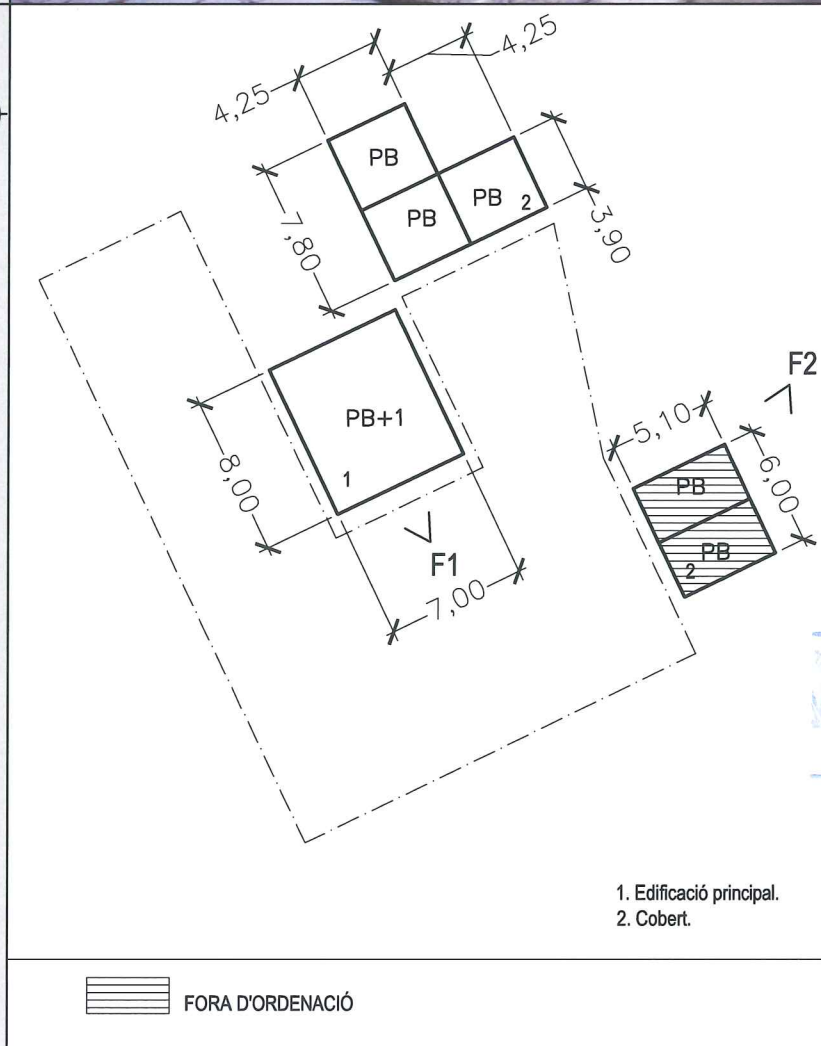 4,25
4,25
PB
PB
PB
2
7,80
3,90
F2
5,10
PB+1
1
8,00
PB
6,00
PB
2
F1
7,00
1. Edificació principal.
2. Cobert.
FORA D'ORDENACIÓ